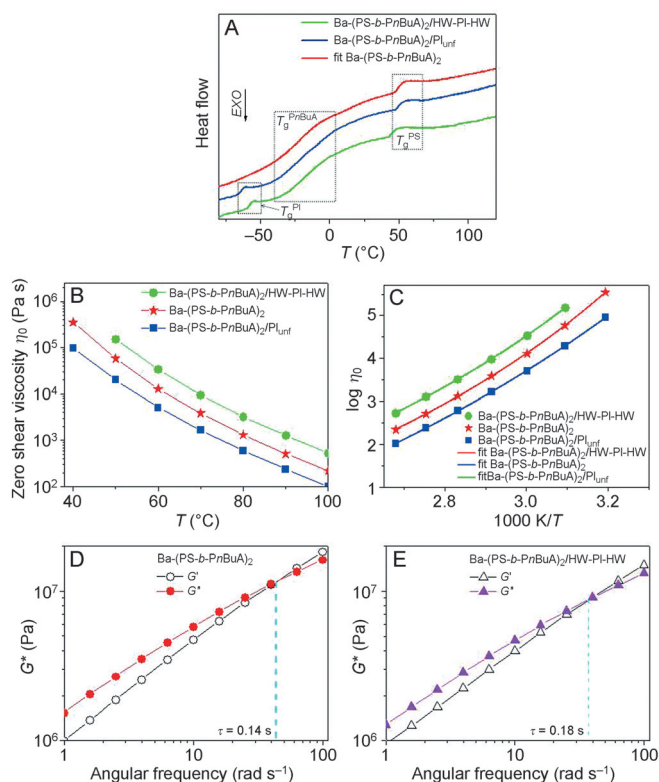 A
Ba-(PS-b-PnBuA)2/HW-PI-HW
Ba-(PS-b-PnBuA)2/PIunf
fit Ba-(PS-b-PnBuA)2
Heat flow
EXO
TgPnBuA
TgPS
TgPI
−50 0 50 100
T (°C)
B
Ba-(PS-b-PnBuA)2/HW-PI-HW
Ba-(PS-b-PnBuA)2
Ba-(PS-b-PnBuA)2/PIunf
Zero shear viscosity η0 (Pa s)
10^6
10^5
10^4
10^3
10^2
40 50 60 70 80 90 100
T (°C)
C
log η0
5
4
3
2
1
Ba-(PS-b-PnBuA)2/HW-PI-HW
Ba-(PS-b-PnBuA)2
Ba-(PS-b-PnBuA)2/PIunf
fit Ba-(PS-b-PnBuA)2/HW-PI-HW
fit Ba-(PS-b-PnBuA)2
fitBa-(PS-b-PnBuA)2/PIunf
2.8 3.0 3.2
1000 K/T
D
Ba-(PS-b-PnBuA)2
G'
G*
G* (Pa)
10^7
10^6
τ = 0.14 s
1 10 100
Angular frequency (rad s−1)
E
Ba-(PS-b-PnBuA)2/HW-PI-HW
G'
G*
G* (Pa)
10^7
10^6
τ = 0.18 s
1 10 100
Angular frequency (rad s−1)